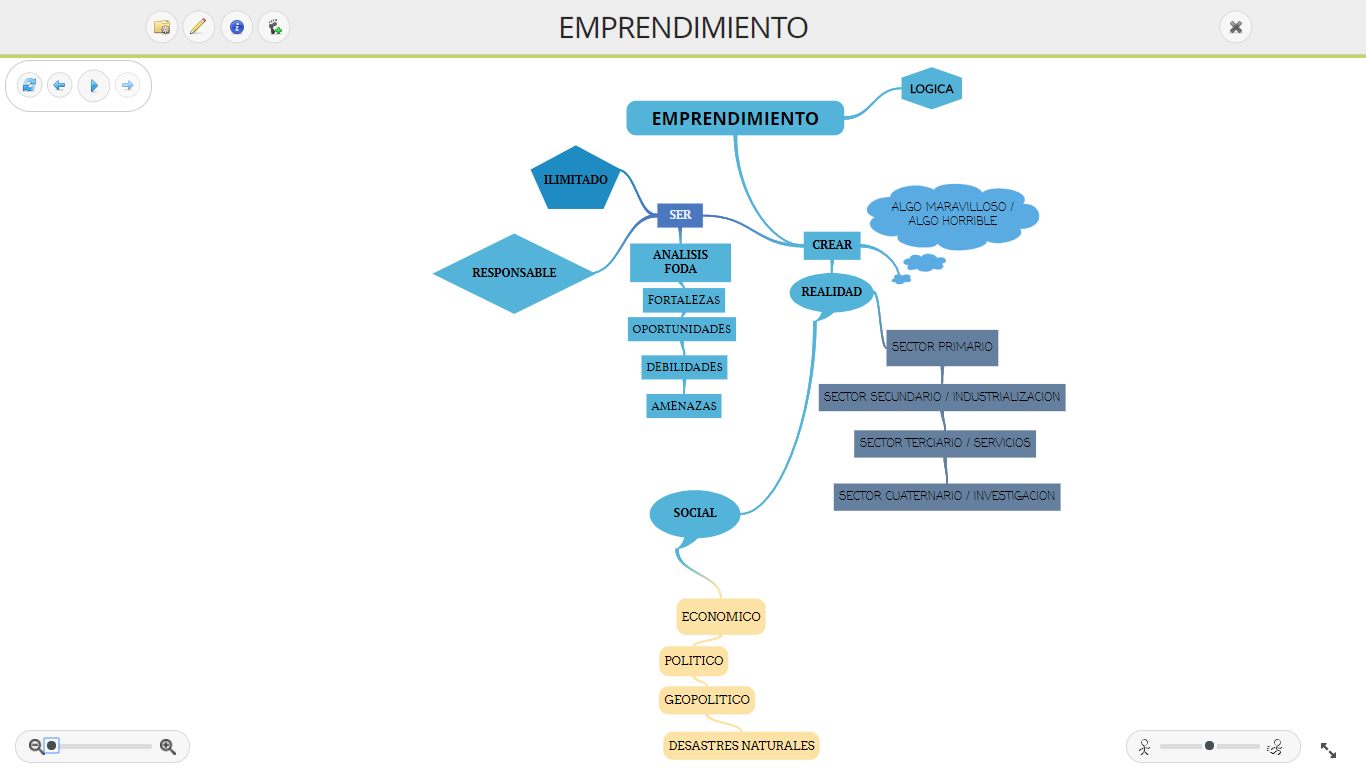 EMPRENDIMIENTO
LOGICA
EMPRENDIMIENTO
ILIMITADO
SER
ALGO MARAVILLOSO /
ALGO HORRIBLE
CREAR
RESPONSABLE
ANALISIS
FODA
REALIDAD
FORTALEZAS
OPORTUNIDADES
SECTOR PRIMARIO
DEBILIDADES
SECTOR SECUNDARIO / INDUSTRIALIZACION
AMENAZAS
SECTOR TERCIARIO / SERVICIOS
SECTOR CUATERNARIO / INVESTIGACION
SOCIAL
ECONOMICO
POLITICO
GEOPOLITICO
DESASTRES NATURALES